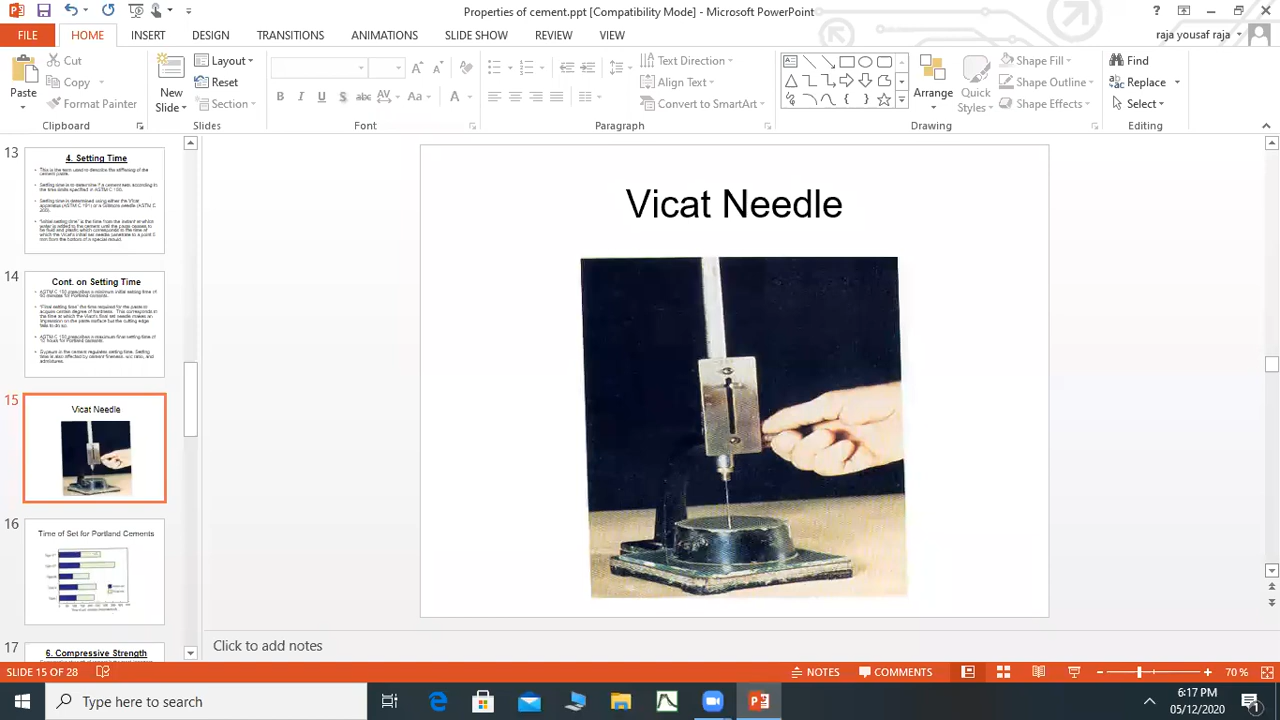 Properties of cement.ppt [Compatibility Mode] - Microsoft PowerPoint
raja yousaf raja
FILE HOME INSERT DESIGN TRANSITIONS ANIMATIONS SLIDE SHOW REVIEW VIEW
Paste
Cut
Copy
Format Painter
Clipboard
New
Slide
Layout
Reset
Section
Slides
Font
Text Direction
Align Text
Convert to SmartArt
Paragraph
Arrange
Quick
Styles
Shape Fill
Shape Outline
Shape Effects
Drawing
Find
Replace
Select
Editing
13
4. Setting Time
14
Cont. on Setting Time
15
Vicat Needle
16
Time of Set for Portland Cements
17
6. Compressive Strength
Vicat Needle
Click to add notes
SLIDE 15 OF 28
NOTES
COMMENTS
70 %
Type here to search
6:17 PM
05/12/2020